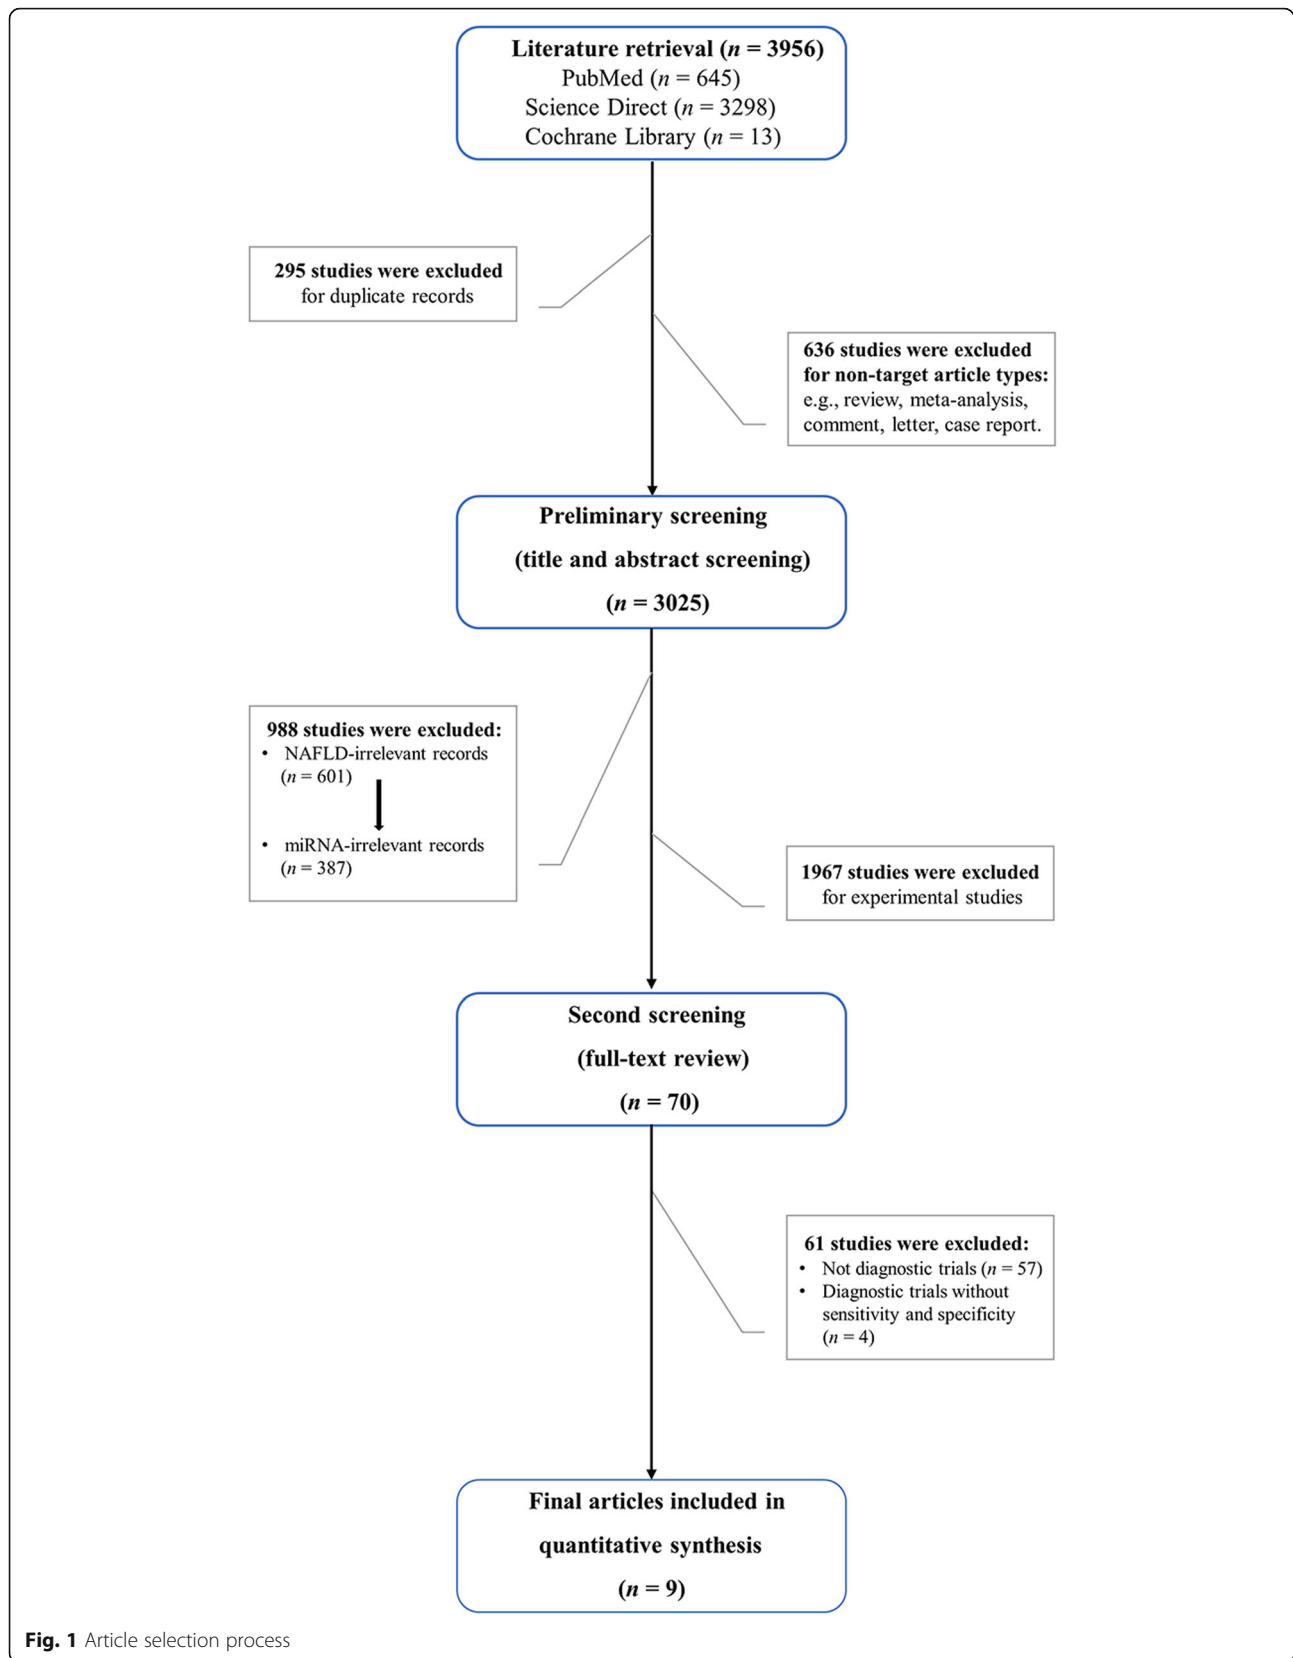 Literature retrieval (n = 3956)
PubMed (n = 645)
Science Direct (n = 3298)
Cochrane Library (n = 13)
295 studies were excluded
for duplicate records
636 studies were excluded
for non-target article types:
e.g., review, meta-analysis,
comment, letter, case report.
Preliminary screening
(title and abstract screening)
(n = 3025)
988 studies were excluded:
• NAFLD-irrelevant records
(n = 601)
• miRNA-irrelevant records
(n = 387)
1967 studies were excluded
for experimental studies
Second screening
(full-text review)
(n = 70)
61 studies were excluded:
• Not diagnostic trials (n = 57)
• Diagnostic trials without
sensitivity and specificity
(n = 4)
Final articles included in
quantitative synthesis
(n = 9)
Fig. 1 Article selection process